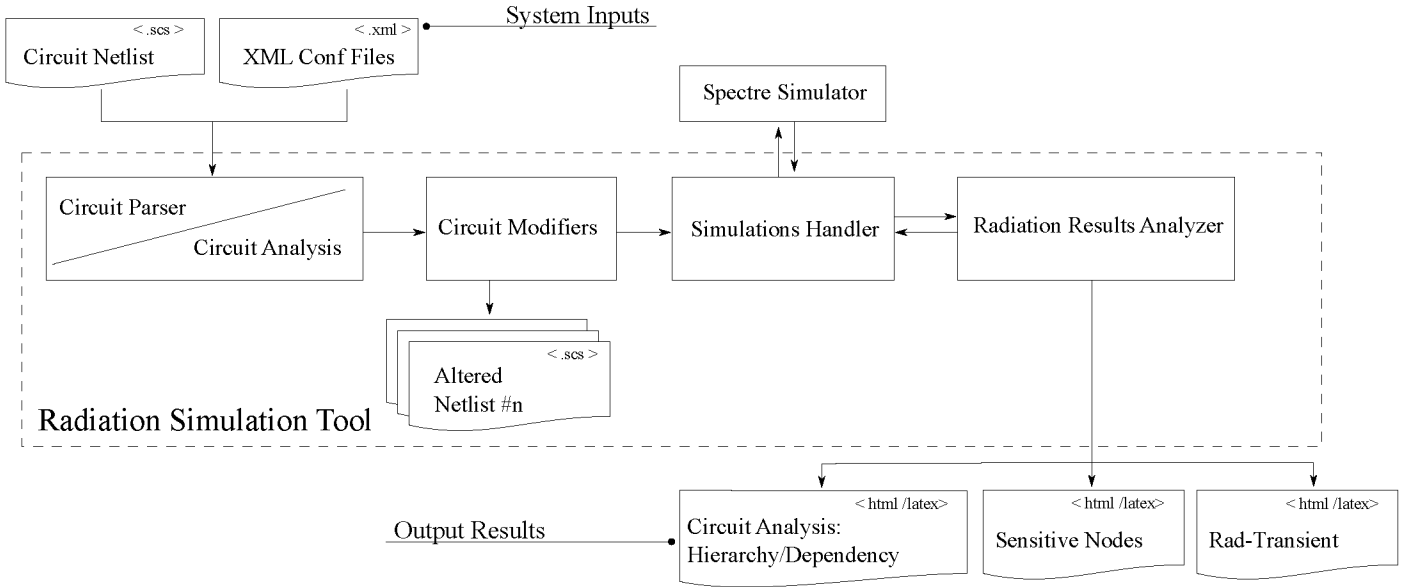 System Inputs
< .scs >
Circuit Netlist
< .xml >
XML Conf Files
Spectre Simulator
Circuit Parser
Circuit Analysis
Circuit Modifiers
Simulations Handler
Radiation Results Analyzer
< .scs >
Altered
Netlist #n
Radiation Simulation Tool
Output Results
< html /latex>
Circuit Analysis:
Hierarchy/Dependency
< html /latex>
Sensitive Nodes
< html /latex>
Rad-Transient